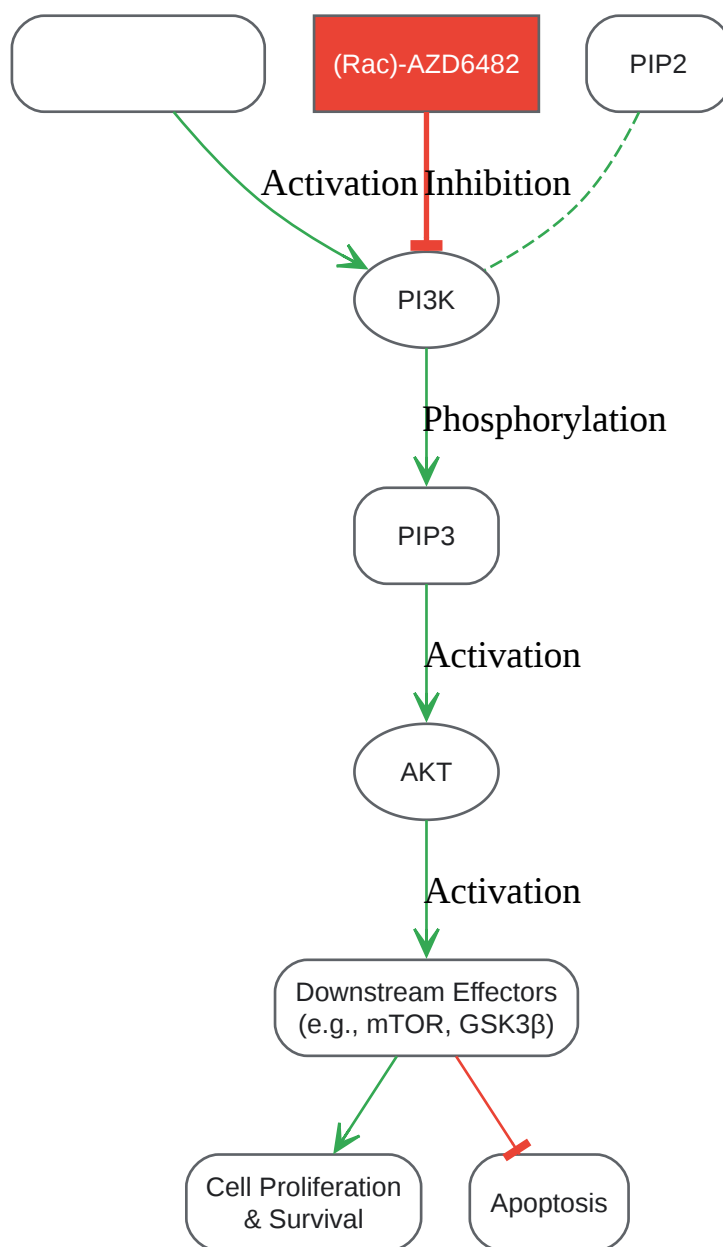 (Rac)-AZD6482
PIP2
Activation
Inhibition
PI3K
Phosphorylation
PIP3
Activation
AKT
Activation
Downstream Effectors
(e.g., mTOR, GSK3β)
Cell Proliferation
& Survival
Apoptosis